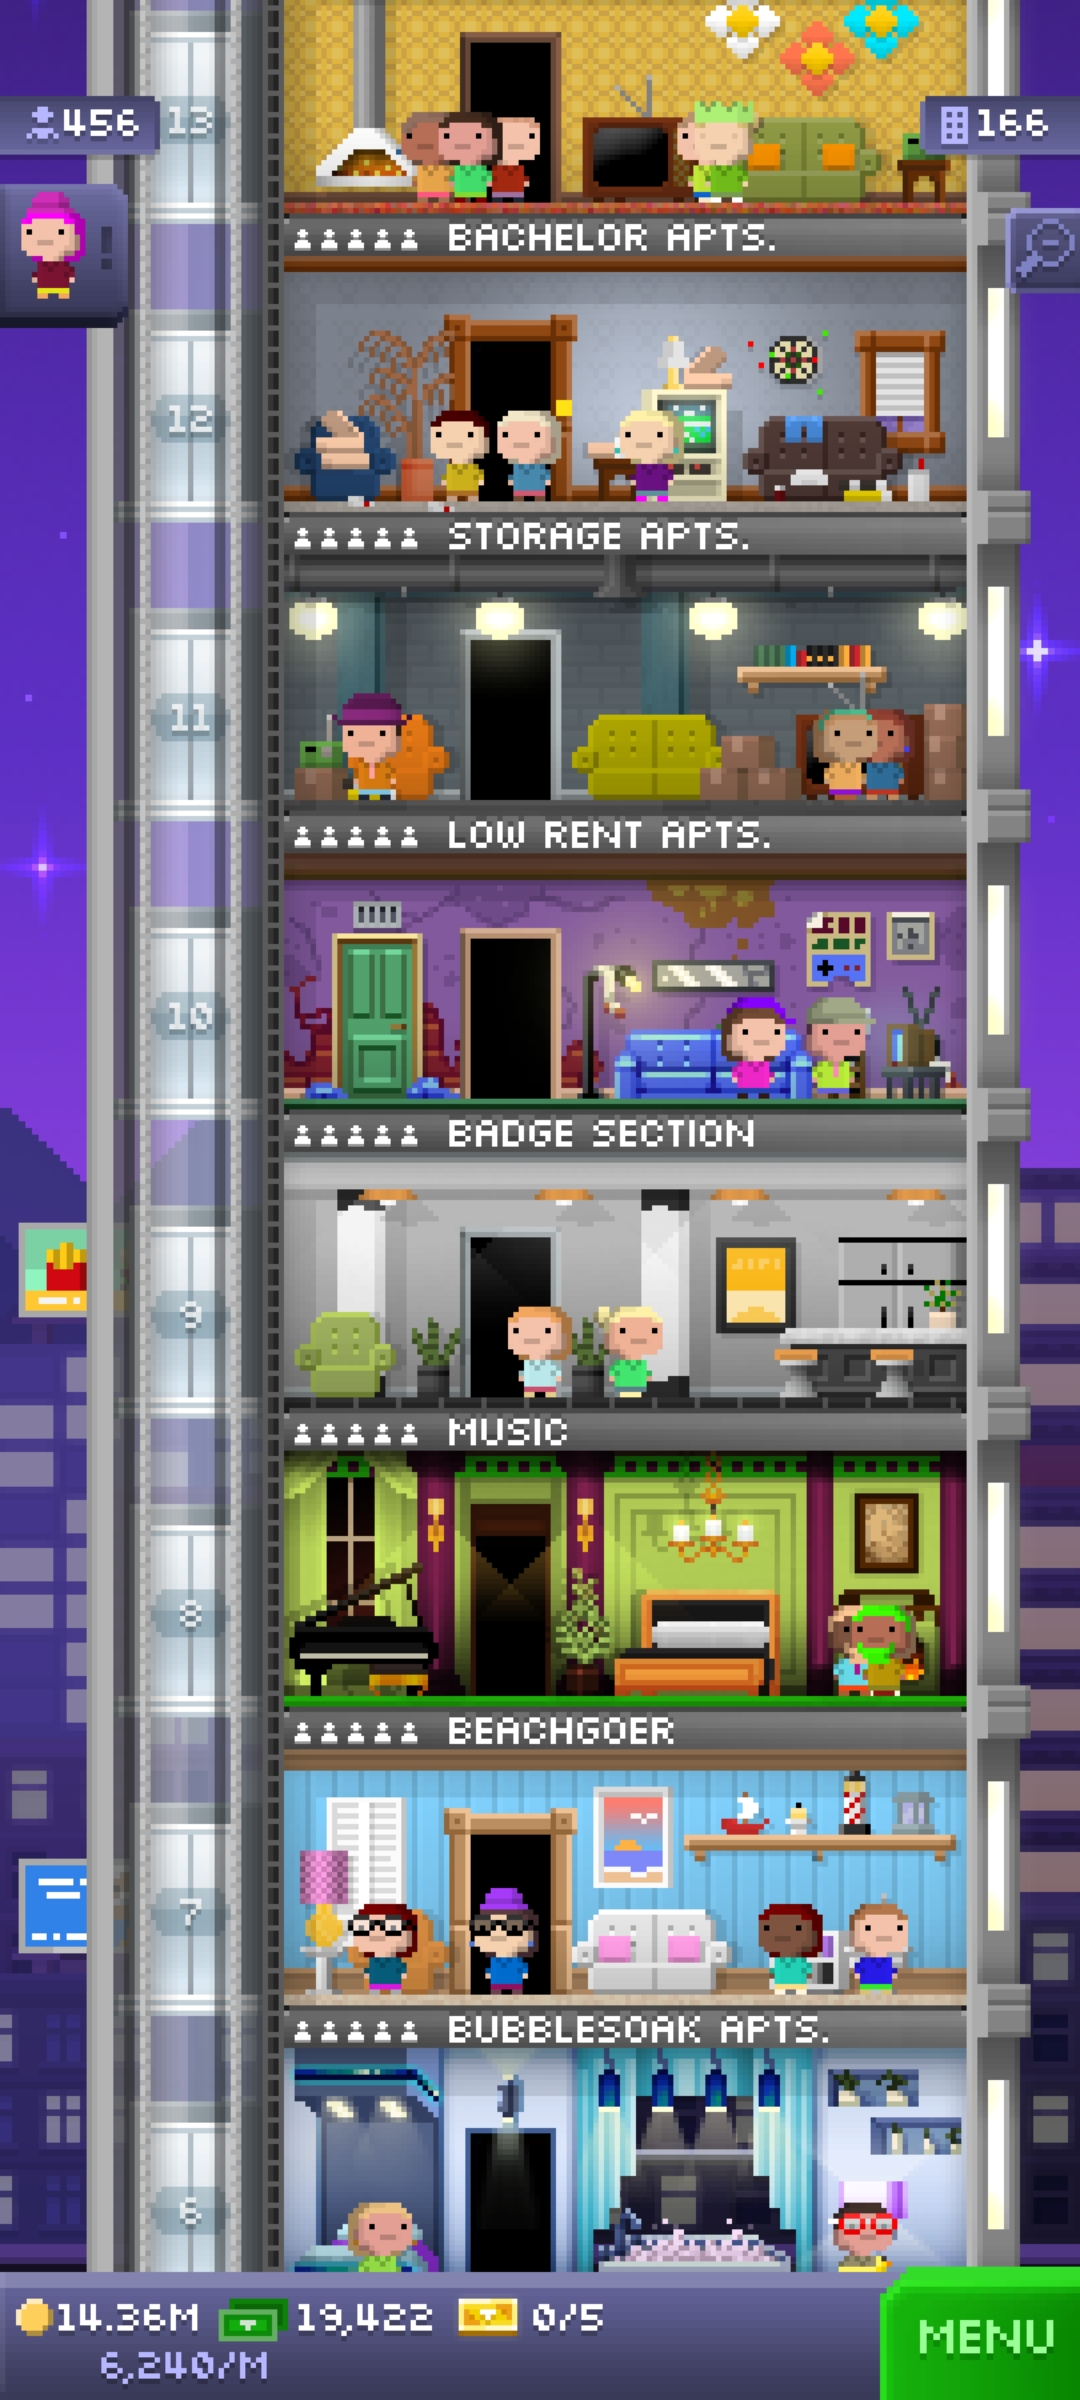 13
456
166
!
BACHELOR APTS.
12
STORAGE APTS.
11
LOW RENT APTS.
10
BADGE SECTION
9
MUSIC
8
BEACHGOER
7
BUBBLESOAK APTS.
6
14.36M
19,422
0/5
MENU
6,240/M